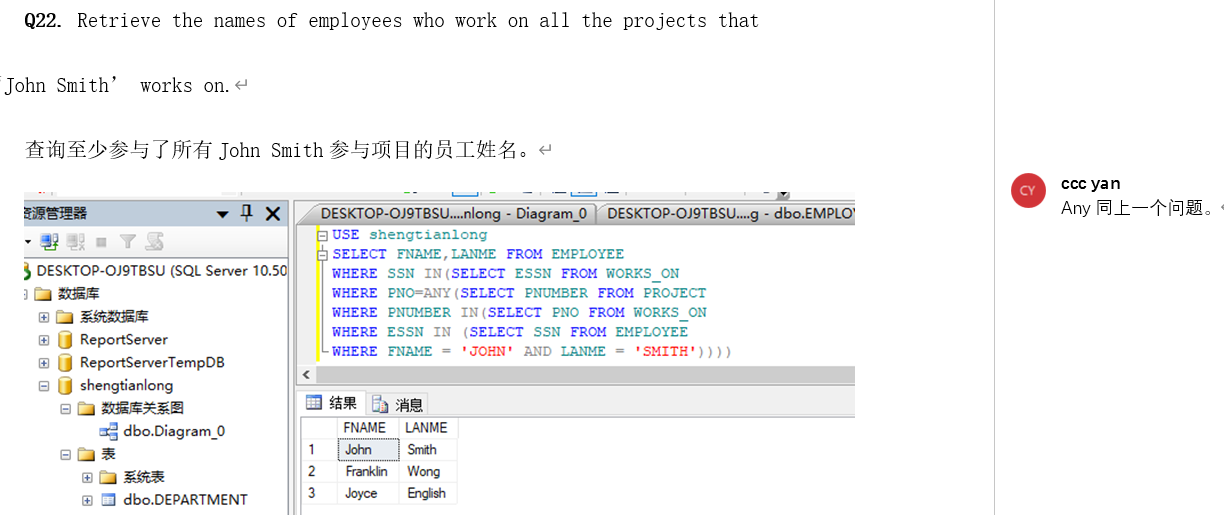 Q22. Retrieve the names of employees who work on all the projects that
‘John Smith’ works on.↵
查询至少参与了所有 John Smith 参与项目的员工姓名。↵
ccc yan
Any 同上一个问题。
资源管理器
DESKTOP-OJ9TBSU (SQL Server 10.50
数据库
系统数据库
ReportServer
ReportServerTempDB
shengtianlong
数据库关系图
dbo.Diagram_0
表
系统表
dbo.DEPARTMENT
DESKTOP-OJ9TBSU....nlong - Diagram_0
DESKTOP-OJ9TBSU....g - dbo.EMPLOY
USE shengtianlong
SELECT FNAME,LANME FROM EMPLOYEE
WHERE SSN IN(SELECT ESSN FROM WORKS_ON
WHERE PNO=ANY(SELECT PNUMBER FROM PROJECT
WHERE PNUMBER IN(SELECT PNO FROM WORKS_ON
WHERE ESSN IN (SELECT SSN FROM EMPLOYEE
WHERE FNAME = 'JOHN' AND LANME = 'SMITH'))))
结果 消息
FNAME LANME
1 John Smith
2 Franklin Wong
3 Joyce English
CY